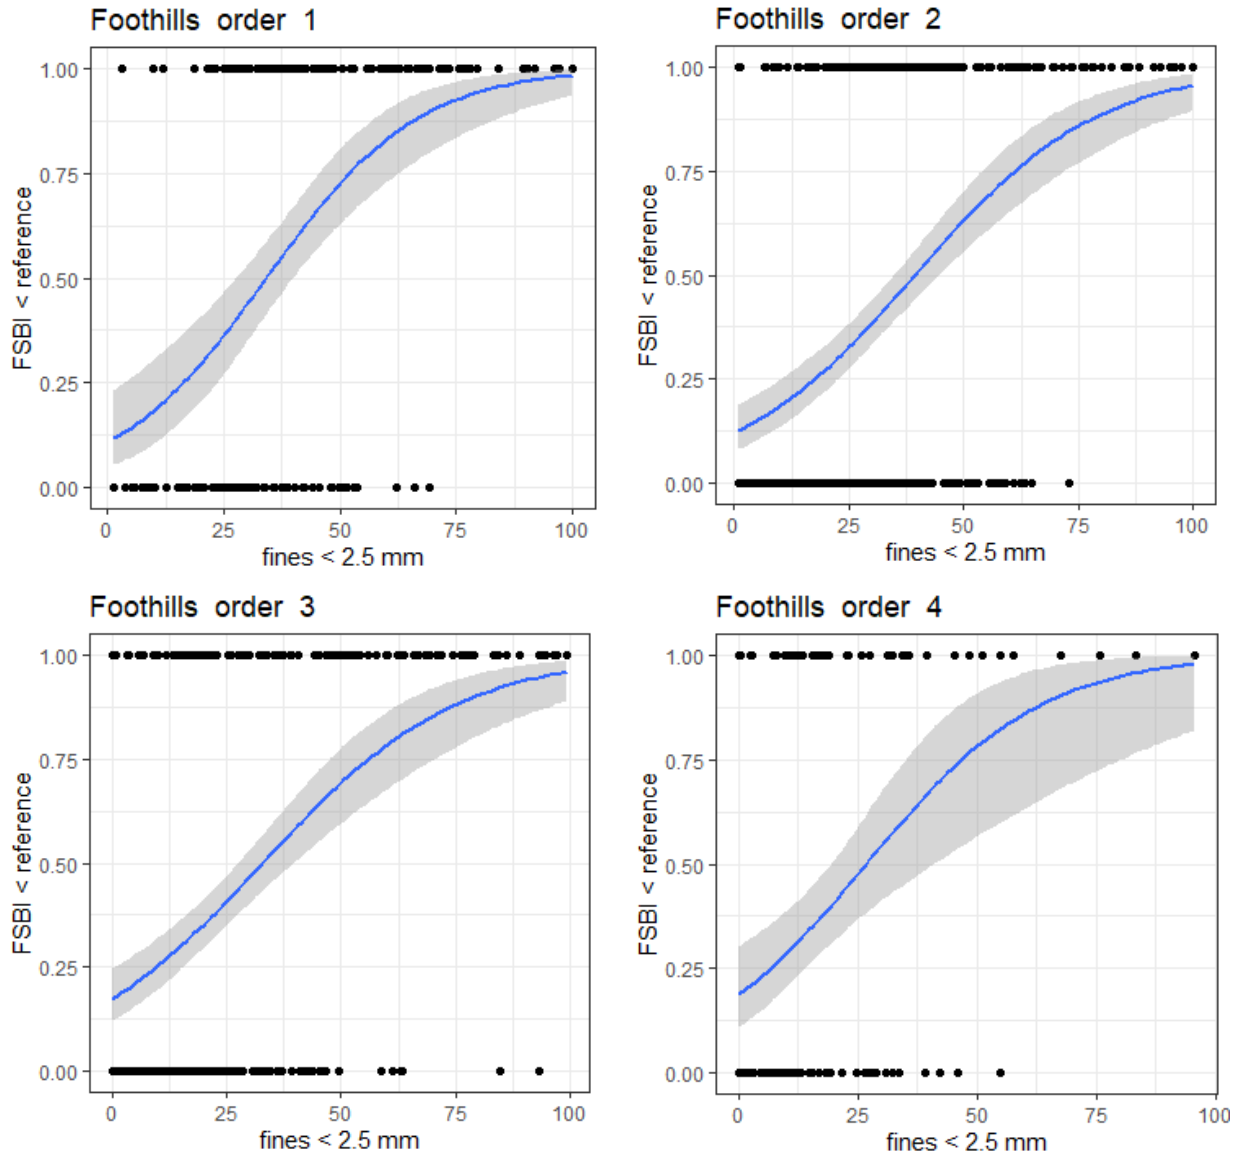 Foothills order 1
FSBI < reference
1.00
0.75
0.50
0.25
0.00
0 25 50 75 100
fines < 2.5 mm
Foothills order 2
FSBI < reference
1.00
0.75
0.50
0.25
0.00
0 25 50 75 100
fines < 2.5 mm
Foothills order 3
FSBI < reference
1.00
0.75
0.50
0.25
0.00
0 25 50 75 100
fines < 2.5 mm
Foothills order 4
FSBI < reference
1.00
0.75
0.50
0.25
0.00
0 25 50 75 100
fines < 2.5 mm